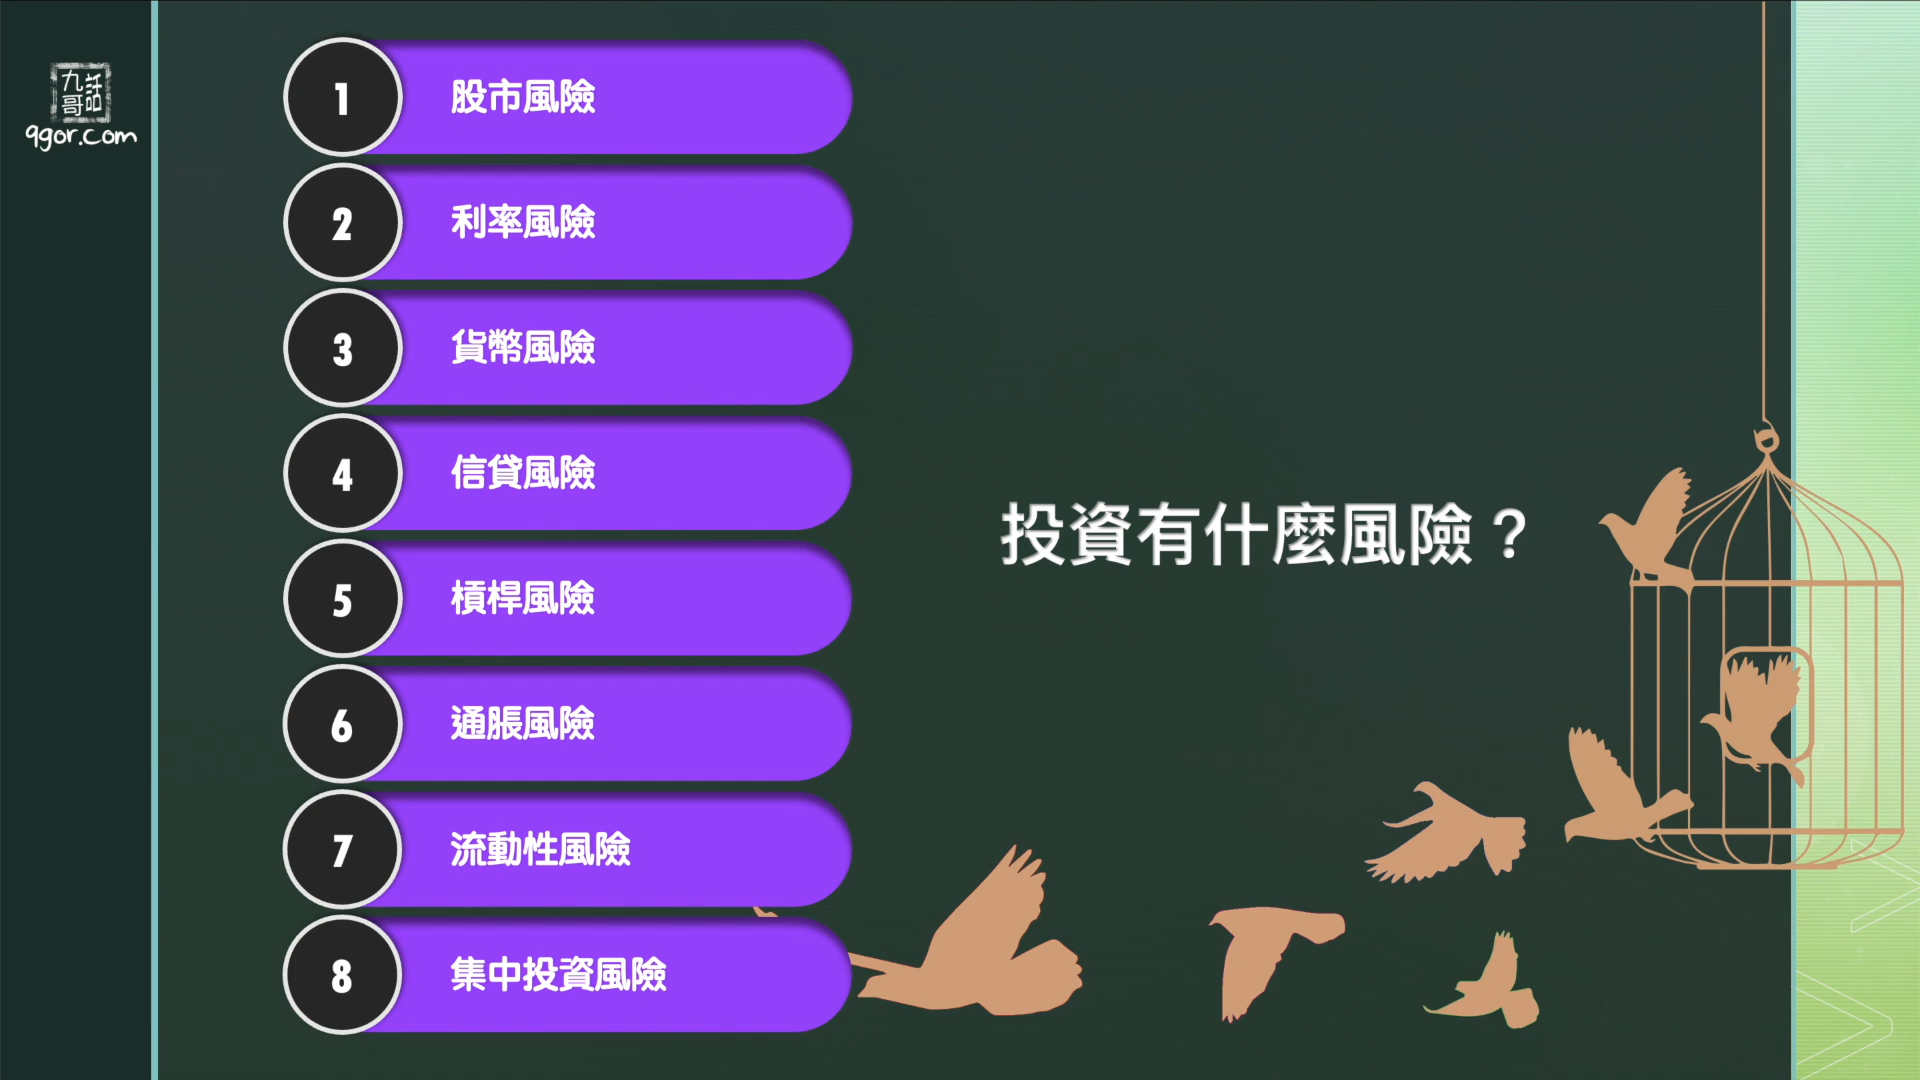 九哥話
9gor.com
1 股市風險
2 利率風險
3 貨幣風險
4 信貸風險
5 槓桿風險
6 通脹風險
7 流動性風險
8 集中投資風險
投資有什麼風險？